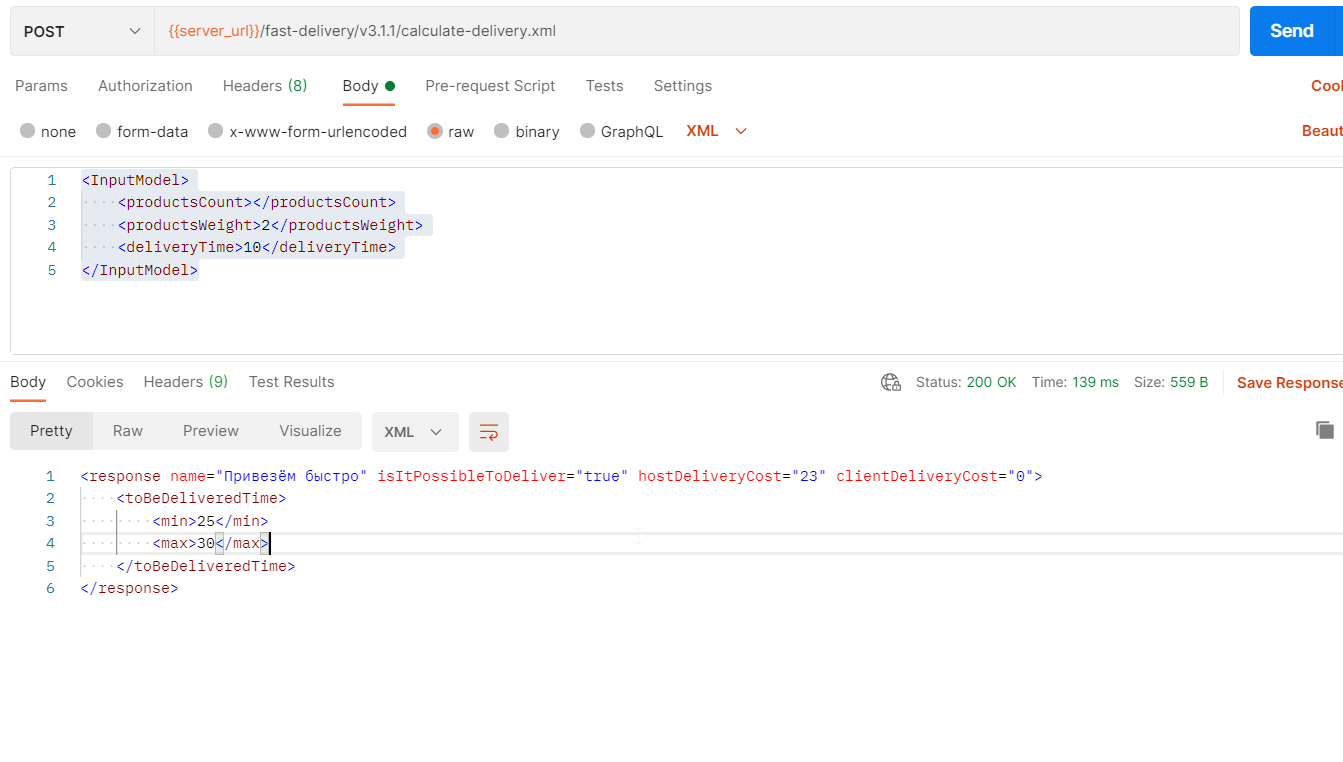 POST {{server_url}}/fast-delivery/v3.1.1/calculate-delivery.xml Send
Params Authorization Headers (8) Body Pre-request Script Tests Settings Cool
none form-data x-www-form-urlencoded raw binary GraphQL XML Beaut
1 <InputModel>
2 <productsCount></productsCount>
3 <productsWeight>2</productsWeight>
4 <deliveryTime>10</deliveryTime>
5 </InputModel>
Body Cookies Headers (9) Test Results Status: 200 OK Time: 139 ms Size: 559 B Save Response
Pretty Raw Preview Visualize XML
1 <response name="Привезём быстро" isItPossibleToDeliver="true" hostDeliveryCost="23" clientDeliveryCost="0">
2 <toBeDeliveredTime>
3 <min>25</min>
4 <max>30</max>
5 </toBeDeliveredTime>
6 </response>